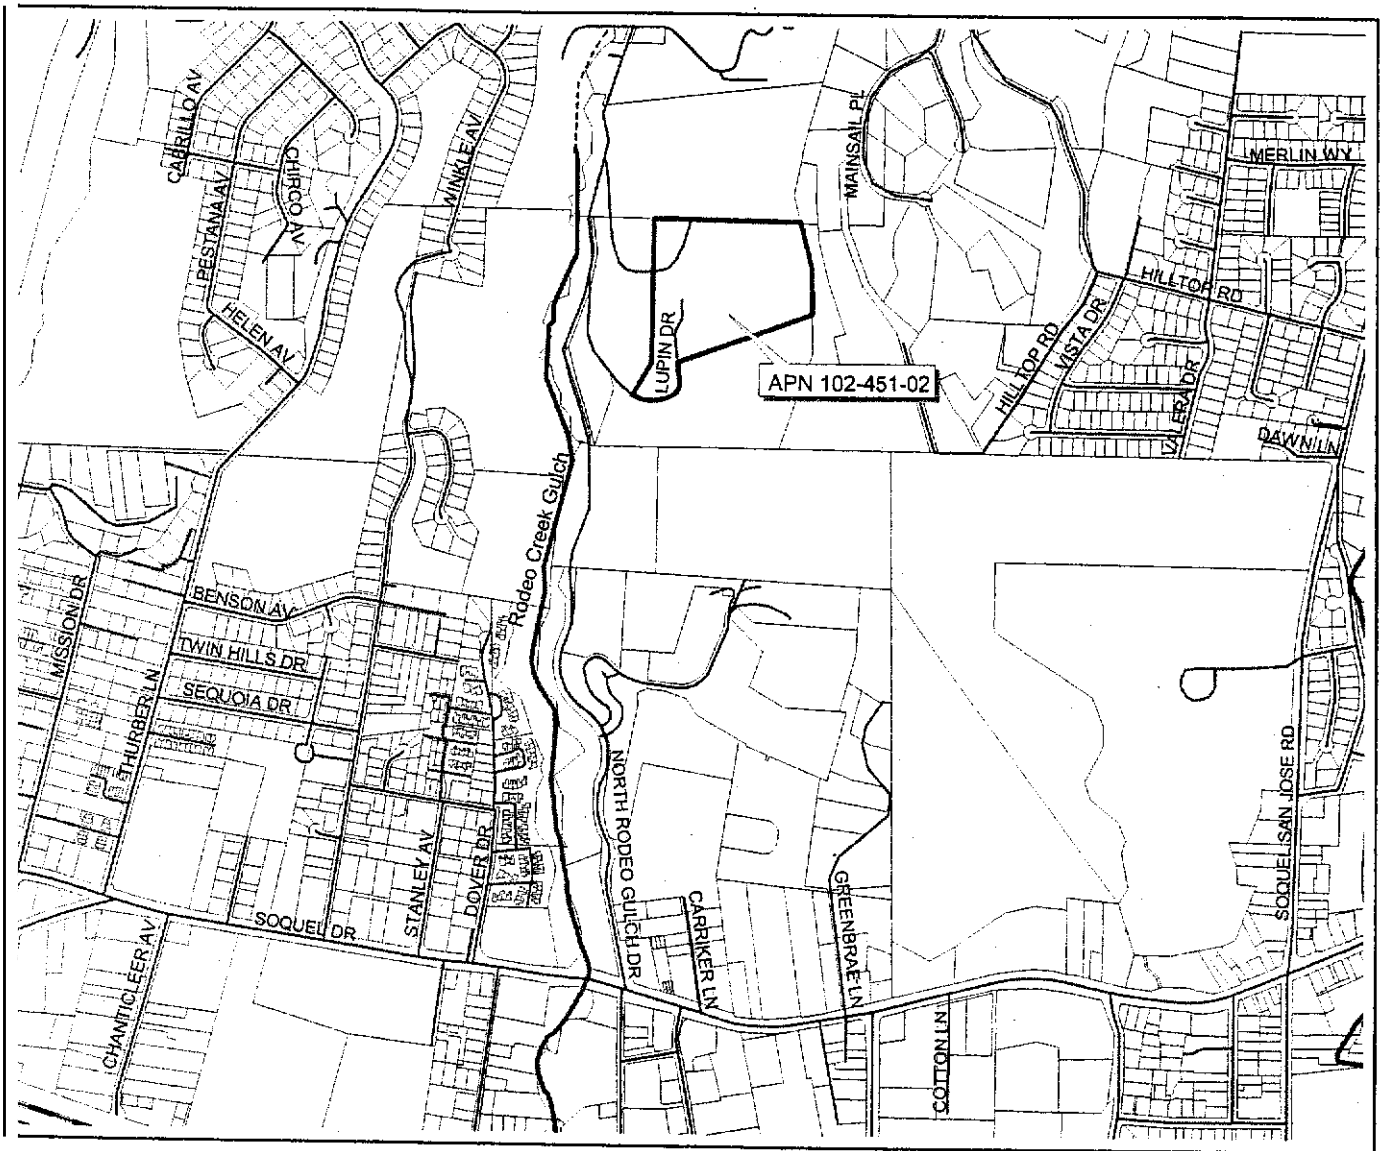 CABRILLO AV
CHIRCO AV
PESTANA AV
WINKLE AV
MAINSAIL PL
MERLIN WY
HELEN AV
LUPIN DR
HILLTOP RD
VISTA DR
HILLTOP RD
VALERA DR
APN 102-451-02
DAWN LN
Rodeo Creek Gulch
MISSION DR
BENSON AV
TWIN HILLS DR
SEQUOIA DR
THURBER LN
STANLEY AV
DOVER DR
NORTH RODEO GULCH DR
SOQUEL SAN JOSE RD
CARRIKER LN
GREENBRAE LN
SOQUEL DR
CHANTICLEER AV
COTTON LN